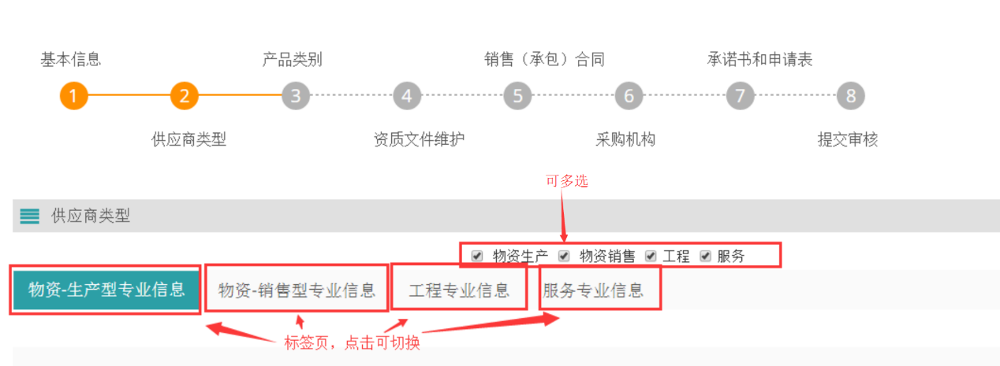 基本信息 产品类别 销售（承包）合同 承诺书和申请表
1 2 3 4 5 6 7 8
供应商类型 资质文件维护 采购机构 提交审核
可多选
供应商类型
物资生产 物资销售 工程 服务
物资-生产型专业信息 物资-销售型专业信息 工程专业信息 服务专业信息
标签页，点击可切换